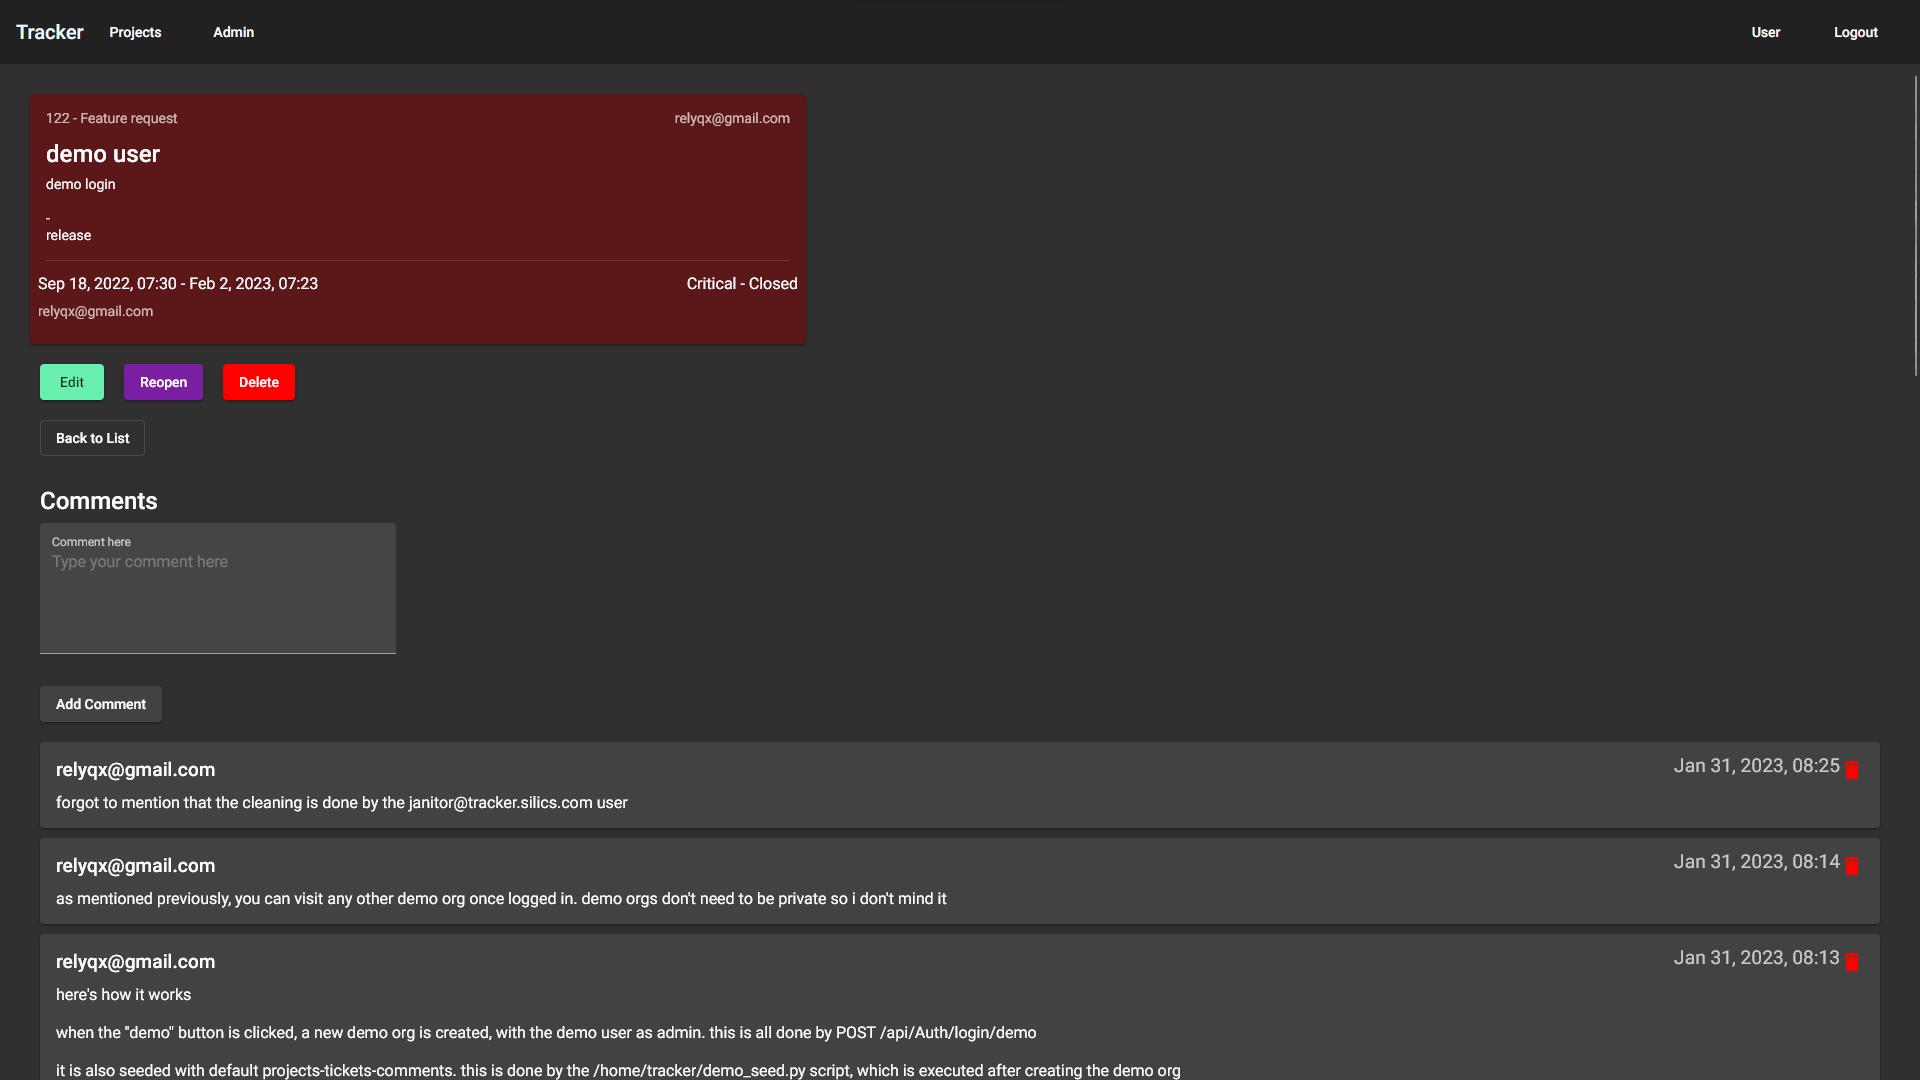 Tracker Projects Admin User Logout
122 - Feature request relyqx@gmail.com
demo user
demo login
-
release
Sep 18, 2022, 07:30 - Feb 2, 2023, 07:23 Critical - Closed
relyqx@gmail.com
Edit Reopen Delete
Back to List
Comments
Comment here
Type your comment here
Add Comment
relyqx@gmail.com Jan 31, 2023, 08:25
forgot to mention that the cleaning is done by the janitor@tracker.silics.com user
relyqx@gmail.com Jan 31, 2023, 08:14
as mentioned previously, you can visit any other demo org once logged in. demo orgs don't need to be private so i don't mind it
relyqx@gmail.com Jan 31, 2023, 08:13
here's how it works
when the "demo" button is clicked, a new demo org is created, with the demo user as admin. this is all done by POST /api/Auth/login/demo
it is also seeded with default projects-tickets-comments. this is done by the /home/tracker/demo_seed.py script, which is executed after creating the demo org